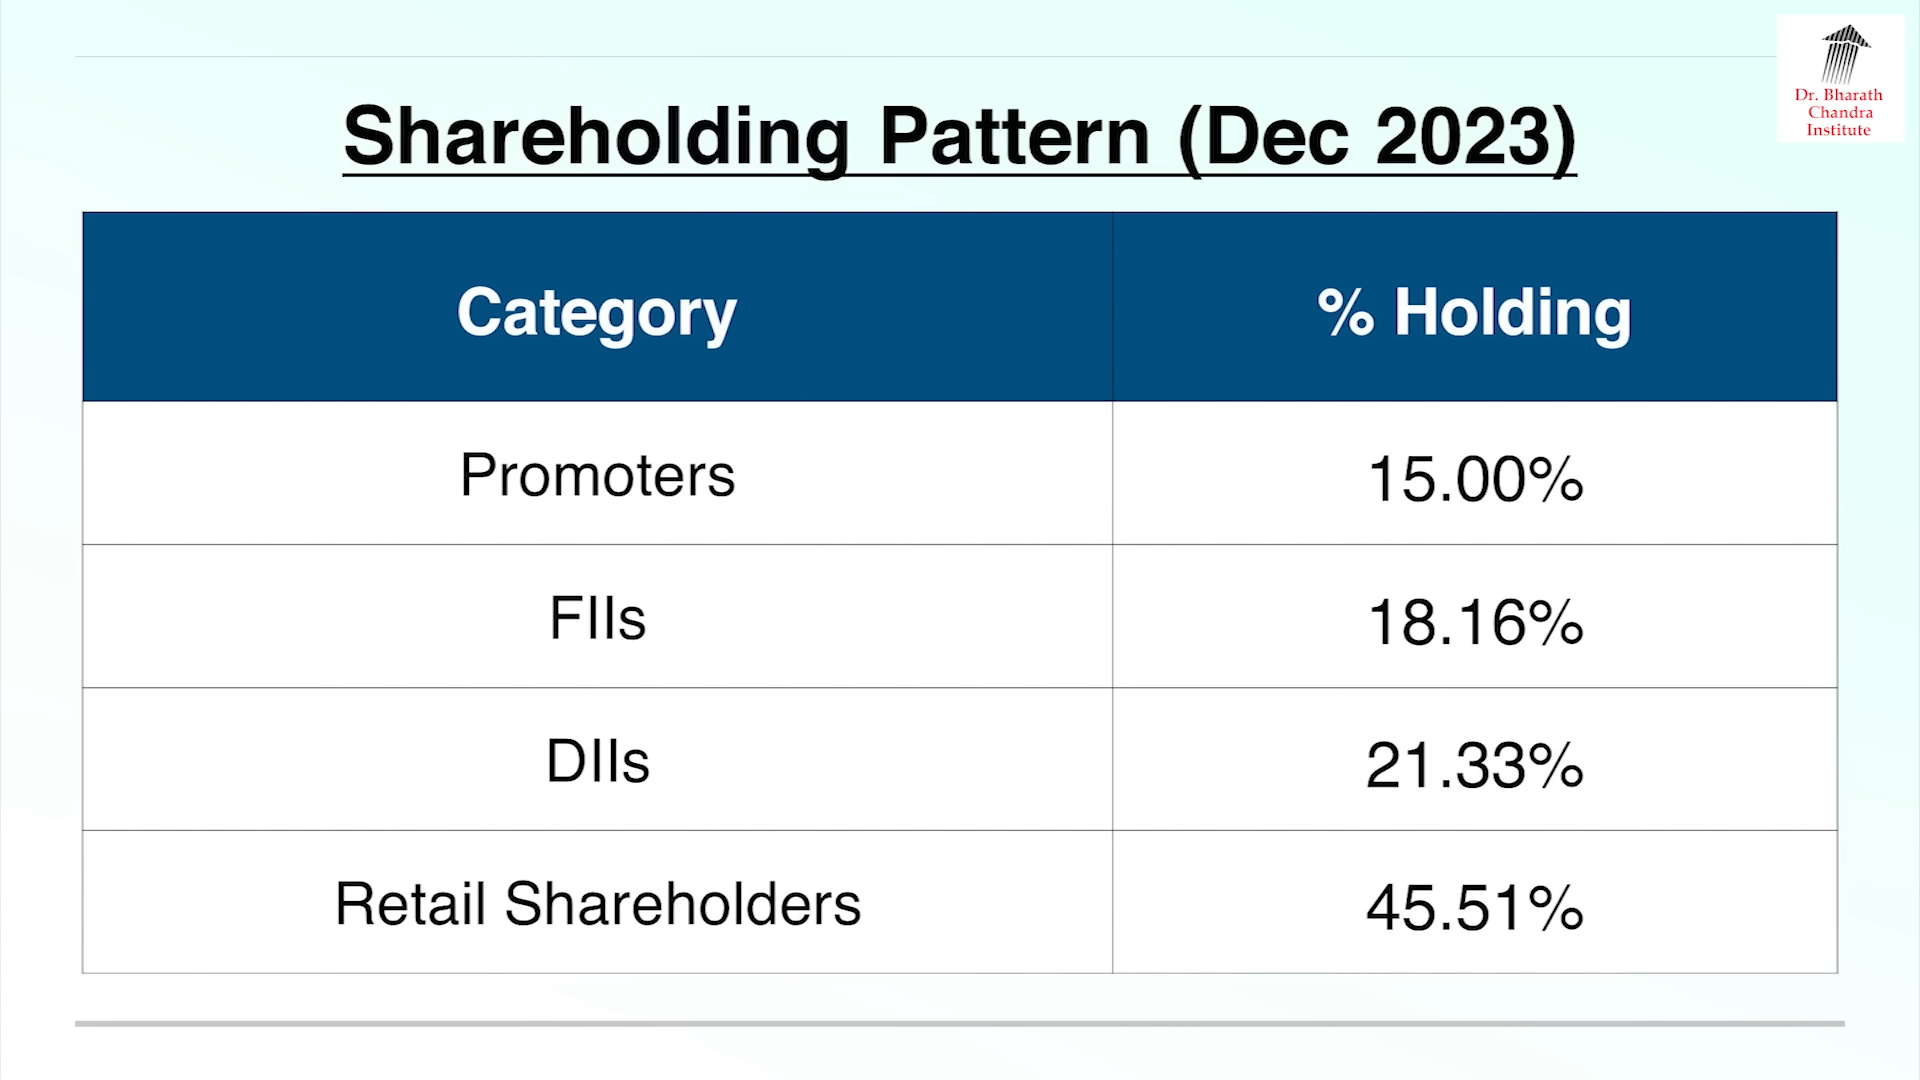 Dr. Bharath
Chandra
Institute
Shareholding Pattern (Dec 2023)
Category % Holding
Promoters 15.00%
FIIs 18.16%
DIIs 21.33%
Retail Shareholders 45.51%